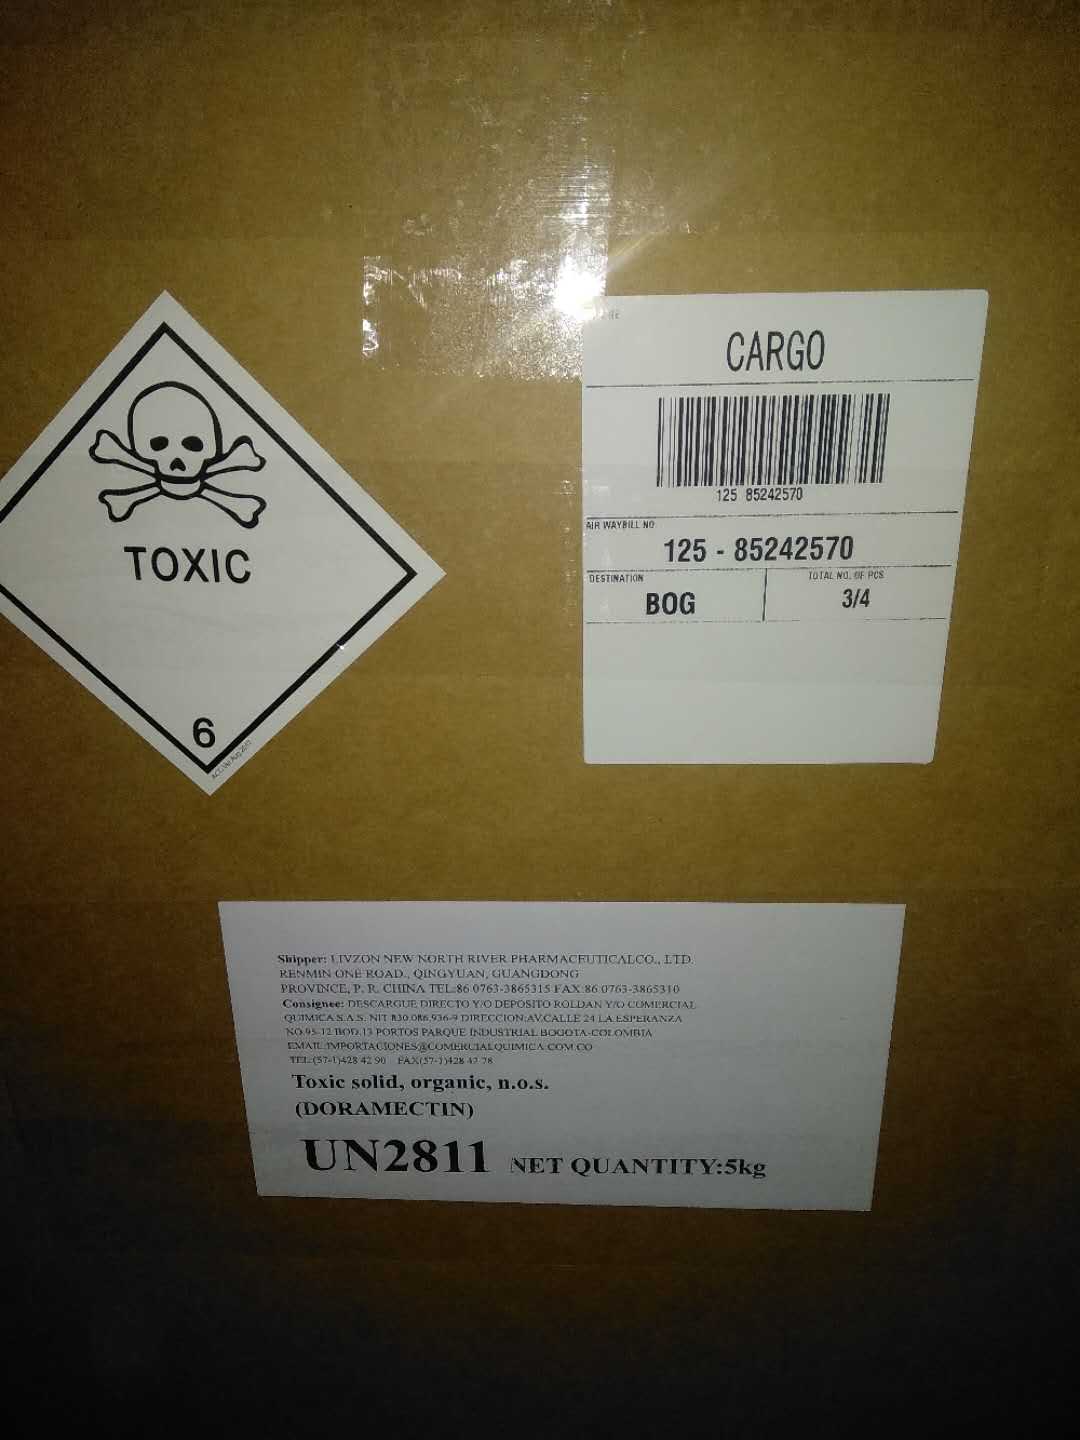 TOXIC
6
CARGO
125 85242570
AIR WAYBILL NO
125 - 85242570
DESTINATION
BOG
TOTAL NO. OF PCS
3/4
Shipper: LIVZON NEW NORTH RIVER PHARMACEUTICALCO., LTD.
RENMIN ONE ROAD., QINGYUAN, GUANGDONG
PROVINCE, P. R. CHINA TEL:86 0763-3865315 FAX:86 0763-3865310
Consignee: DESCARGUE DIRECTO Y/O DEPOSITO ROLDAN Y/O COMERCIAL
QUIMICA S.A.S. NIT 830.086.936-9 DIRECCION:AV.CALLE 24 LA ESPERANZA
NO.95-12 BOD.13 PORTOS PARQUE INDUSTRIAL BOGOTA-COLOMBIA
EMAIL:IMPORTACIONES@COMERCIALQUIMICA.COM.CO
TEL:(57-1)428 42 90 FAX(57-1)428 47 78
Toxic solid, organic, n.o.s.
(DORAMECTIN)
UN2811 NET QUANTITY:5kg